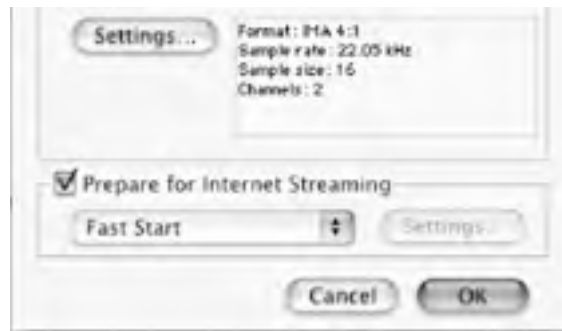 Settings...
Format: IMA 4:1
Sample rate: 22.05 kHz
Sample size: 16
Channels: 2
Prepare for Internet Streaming
Fast Start
Settings...
Cancel
OK